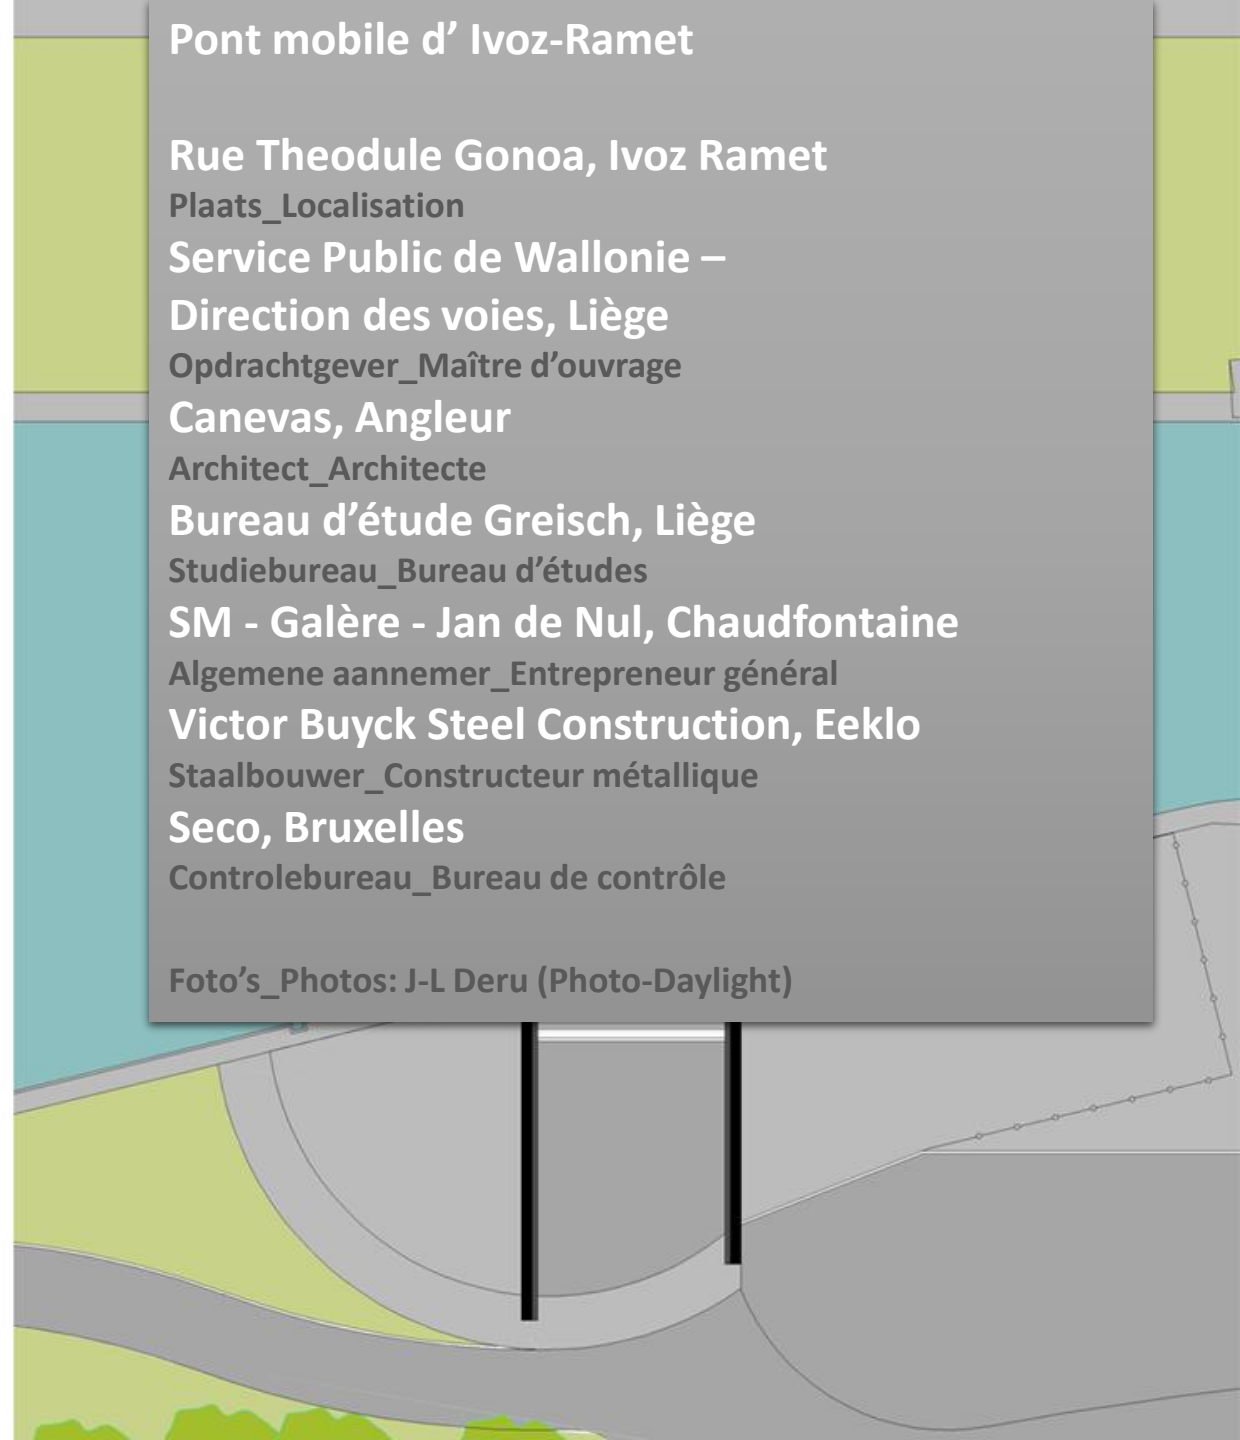 Pont mobile d’ Ivoz-Ramet
Rue Theodule Gonoa, Ivoz Ramet
Plaats_Localisation
Service Public de Wallonie –
Direction des voies, Liège
Opdrachtgever_Maître d’ouvrage
Canevas, Angleur
Architect_Architecte
Bureau d’étude Greisch, Liège
Studiebureau_Bureau d’études
SM - Galère - Jan de Nul, Chaudfontaine
Algemene aannemer_Entrepreneur général
Victor Buyck Steel Construction, Eeklo
Staalbouwer_Constructeur métallique
Seco, Bruxelles
Controlebureau_Bureau de contrôle
Foto’s_Photos: J-L Deru (Photo-Daylight)